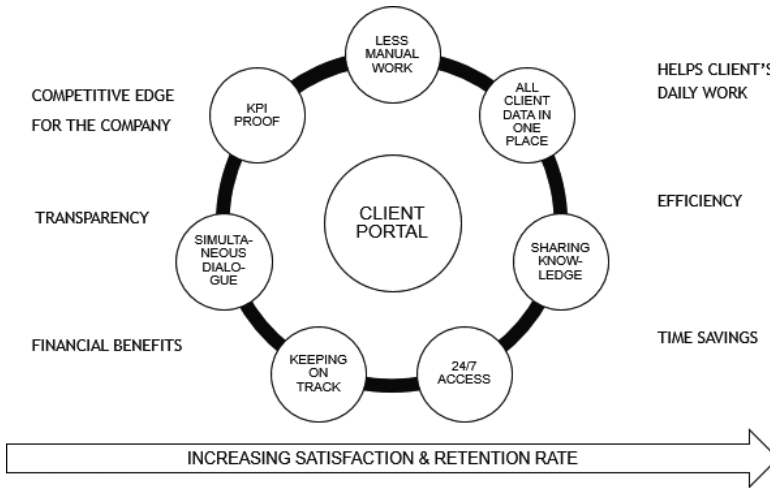 LESS
MANUAL
WORK
HELPS CLIENT'S
DAILY WORK
COMPETITIVE EDGE
FOR THE COMPANY
KPI
PROOF
ALL
CLIENT
DATA IN
ONE
PLACE
TRANSPARENCY
CLIENT
PORTAL
EFFICIENCY
SIMULTA-
NEOUS
DIALO-
GUE
SHARING
KNOW-
LEDGE
FINANCIAL BENEFITS
KEEPING
ON
TRACK
24/7
ACCESS
TIME SAVINGS
INCREASING SATISFACTION & RETENTION RATE